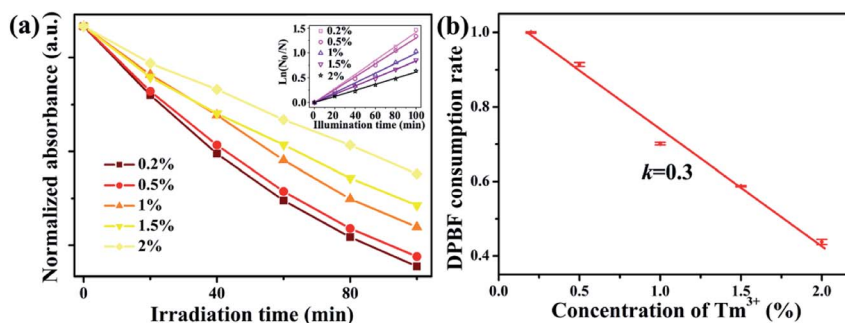 (a)
Normalized absorbance (a.u.)
0.2%
0.5%
1%
1.5%
2%
0
20
40
60
80
Irradiation time (min)
Ln(N₀/N)
1.5
1.0
0.5
0.0
0.2%
0.5%
1%
1.5%
2%
0 20 40 60 80 100
Illumination time (min)
(b)
DPBF consumption rate
1.0
0.8
0.6
0.4
k=0.3
0.0 0.5 1.0 1.5 2.0
Concentration of Tm³⁺ (%)